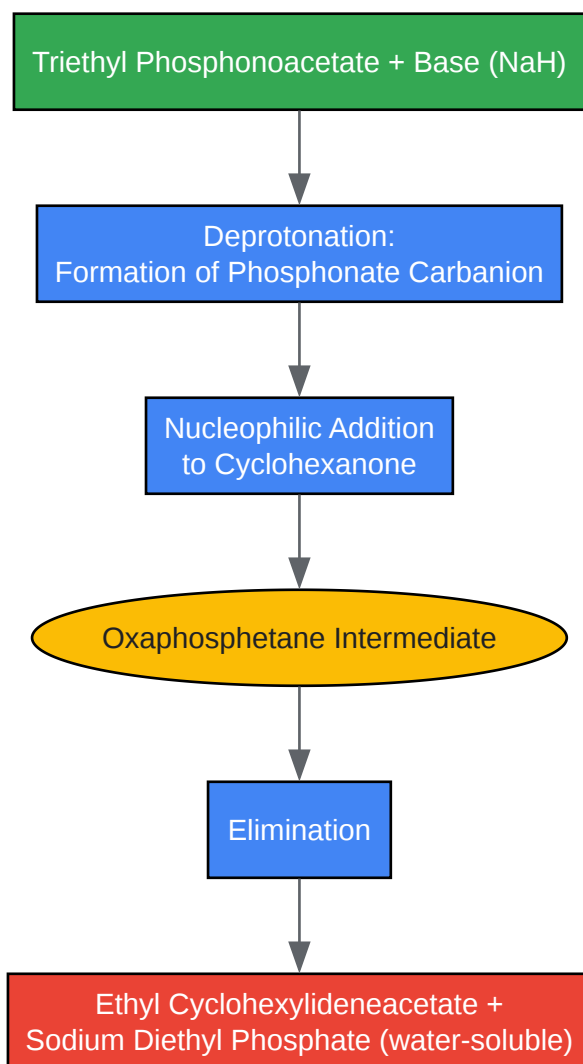 Triethyl Phosphonoacetate + Base (NaH)
Deprotonation:
Formation of Phosphonate Carbanion
Nucleophilic Addition
to Cyclohexanone
Oxaphosphetane Intermediate
Elimination
Ethyl Cyclohexylideneacetate +
Sodium Diethyl Phosphate (water-soluble)